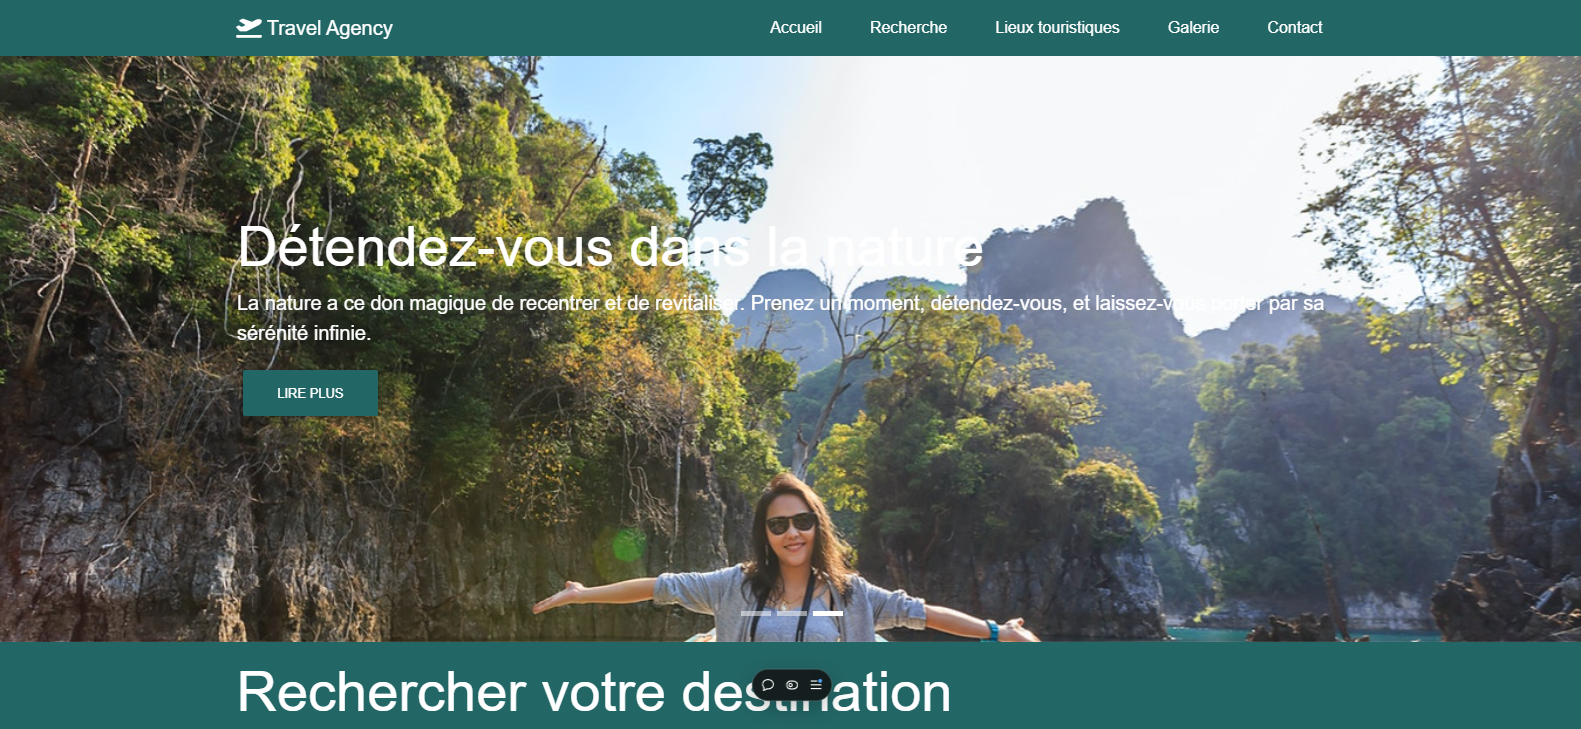 Travel Agency
Accueil
Recherche
Lieux touristiques
Galerie
Contact
Détendez-vous dans la nature
La nature a ce don magique de recentrer et de revitaliser. Prenez un moment, détendez-vous, et laissez-vous porter par sa
sérénité infinie.
LIRE PLUS
Rechercher votre destination